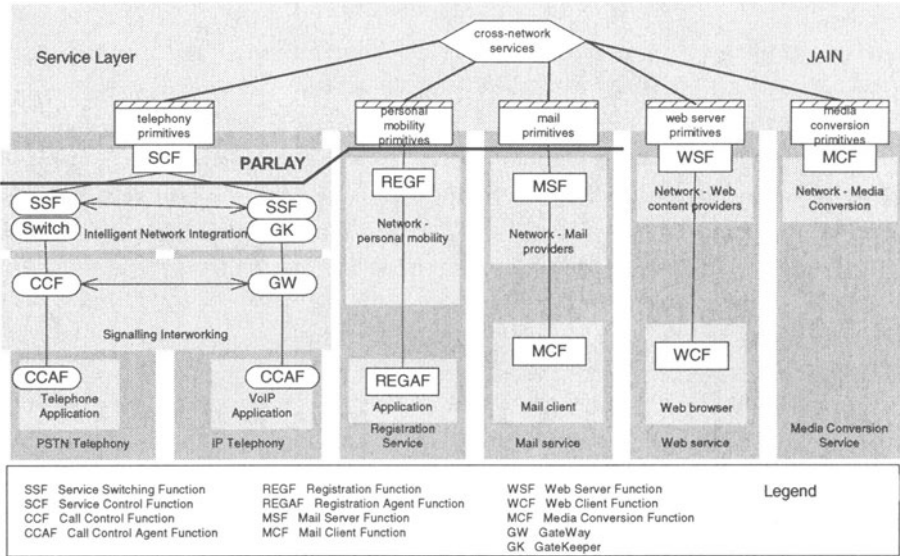 cross-network
services
Service Layer
JAIN
telephony
primitives
personal
mobility
primitives
mail
primitives
web server
primitives
media
conversion
primitives
SCF
PARLAY
WSF
MCF
REGF
MSF
Network - Web
content providers
Network - Media
Conversion
SSF
SSF
Switch
Intelligent Network Integration
GK
Network -
personal mobility
Network - Mail
providers
CCF
GW
Signalling Interworking
MCF
WCF
CCAF
CCAF
REGAF
Telephone
Application
VoIP
Application
Application
Mail client
Web browser
PSTN Telephony
IP Telephony
Registration
Service
Mail service
Web service
Media Conversion
Service
SSF Service Switching Function
SCF Service Control Function
CCF Call Control Function
CCAF Call Control Agent Function
REGF Registration Function
REGAF Registration Agent Function
MSF Mail Server Function
MCF Mail Client Function
WSF Web Server Function
WCF Web Client Function
MCF Media Conversion Function
GW GateWay
GK GateKeeper
Legend